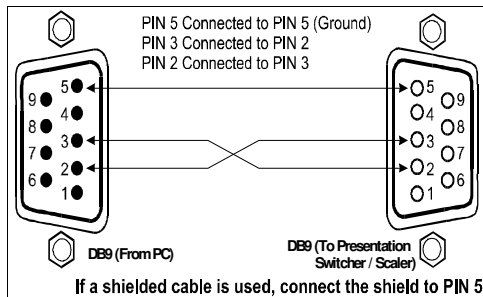 PIN 5 Connected to PIN 5 (Ground)
PIN 3 Connected to PIN 2
PIN 2 Connected to PIN 3
5
9
4
8
3
7
2
6
1
5
9
4
8
3
7
2
6
1
DB9 (From PC)
DB9 (To Presentation
Switcher / Scaler)
If a shielded cable is used, connect the shield to PIN 5